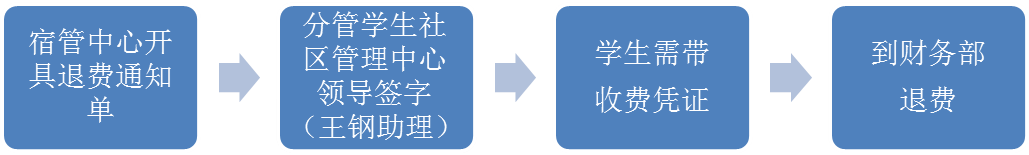 宿管中心开
具退费通知
单
分管学生社
区管理中心
领导签字
（王钢助理）
学生需带
收费凭证
到财务部
退费